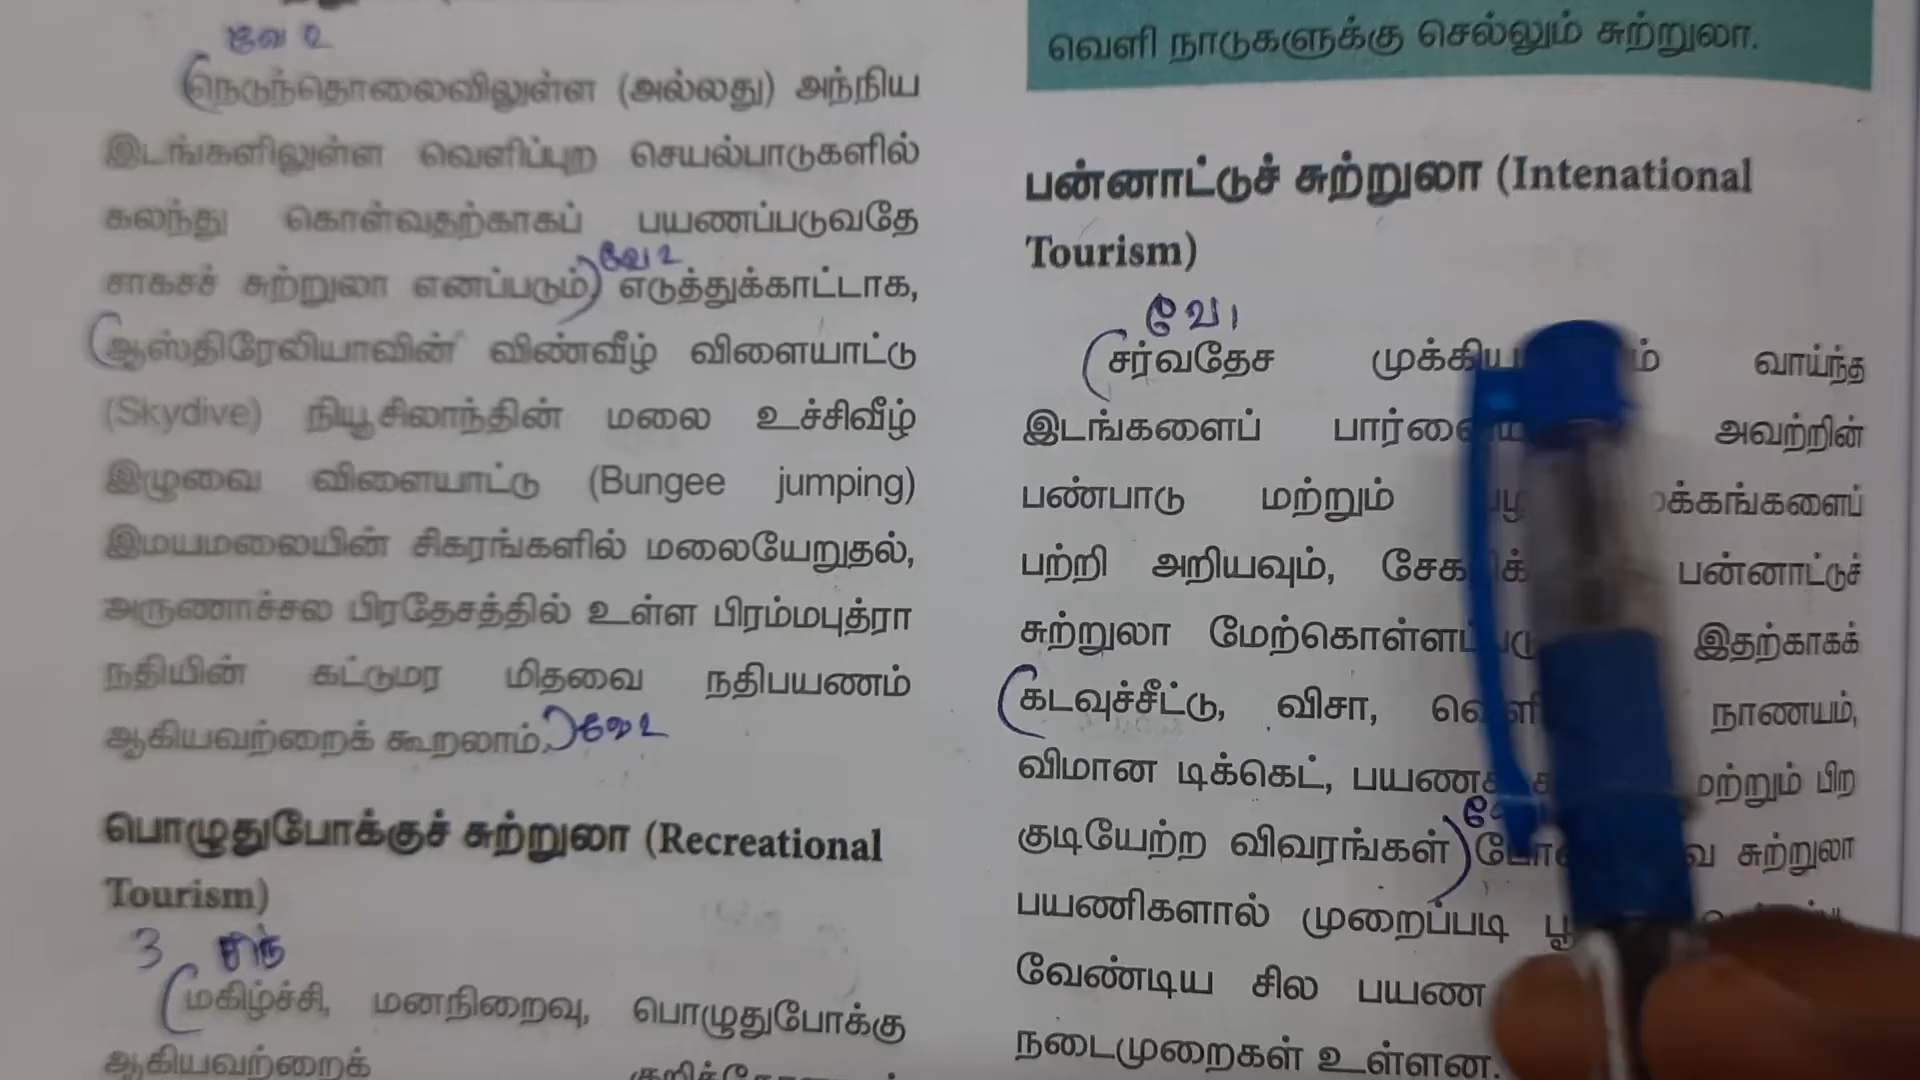 நெடுந்தொலைவிலுள்ள (அல்லது) அந்நிய
இடங்களிலுள்ள வெளிப்புற செயல்பாடுகளில்
கலந்து கொள்வதற்காகப் பயணப்படுவதே
வே 2
சாகசச் சுற்றுலா எனப்படும்) எடுத்துக்காட்டாக,
ஆஸ்திரேலியாவின் விண்வீழ் விளையாட்டு
(Skydive) நியூசிலாந்தின் மலை உச்சிவீழ்
இழுவை விளையாட்டு (Bungee jumping)
இமயமலையின் சிகரங்களில் மலையேறுதல்,
அருணாச்சல பிரதேசத்தில் உள்ள பிரம்மபுத்ரா
நதியின் கட்டுமர மிதவை நதிபயணம்
ஆகியவற்றைக் கூறலாம்.
பொழுதுபோக்குச் சுற்றுலா (Recreational
Tourism)
3
(மகிழ்ச்சி, மனநிறைவு, பொழுதுபோக்கு
ஆகியவற்றைக்
வெளி நாடுகளுக்கு செல்லும் சுற்றுலா.
பன்னாட்டுச் சுற்றுலா (Intenational
Tourism)
வே1
(சர்வதேச வாய்ந்த
இடங்களைப் அவற்றின்
பண்பாடு மற்றும்
பற்றி அறியவும், பன்னாட்டுச்
சுற்றுலா இதற்காகக்
(கடவுச்சீட்டு, விசா, நாணயம்,
விமான டிக்கெட், மற்றும் பிற
குடியேற்ற விவரங்கள்) சுற்றுலா
பயணிகளால் முறைப்படி
வேண்டிய சில பயண
நடைமுறைகள் உள்ளன.